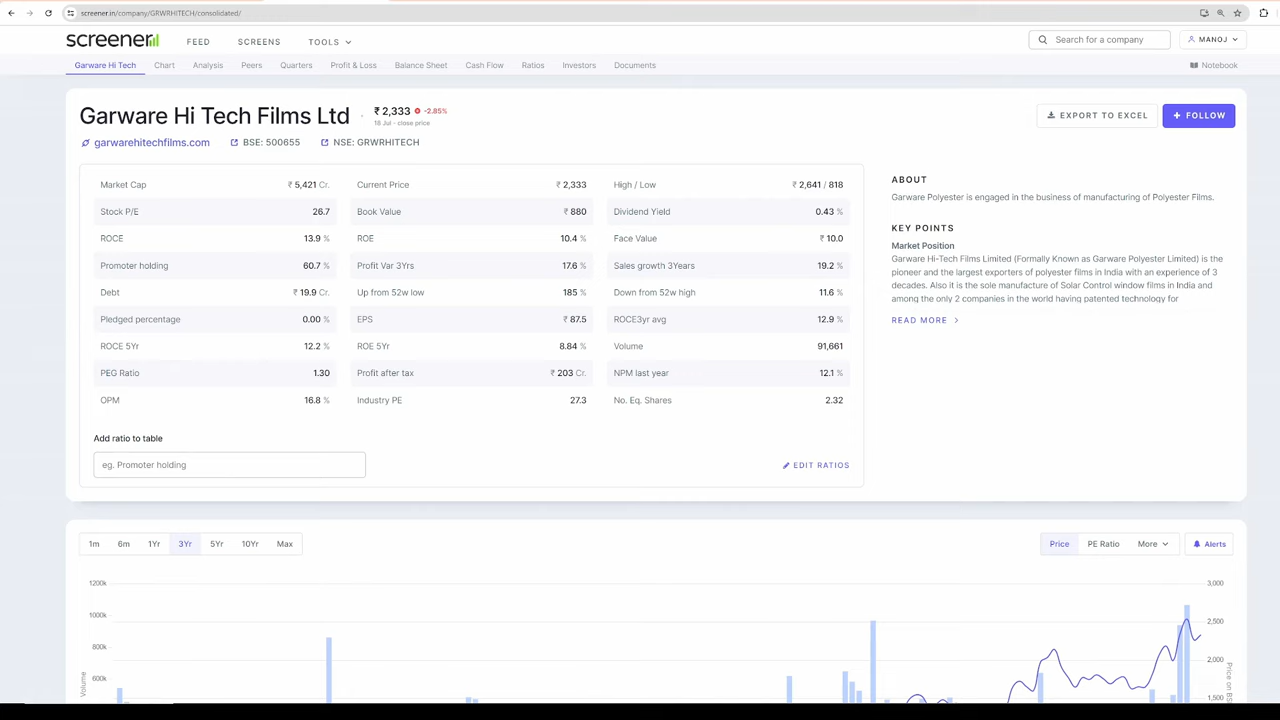 screener.in/company/GRWRHITECH/consolidated/
screener
FEED SCREENS TOOLS
Search for a company
MANOJ
Garware Hi Tech Chart Analysis Peers Quarters Profit & Loss Balance Sheet Cash Flow Ratios Investors Documents Notebook
Garware Hi Tech Films Ltd
₹ 2,333 -2.85%
18 Jul - close price
EXPORT TO EXCEL
+ FOLLOW
garwarehitechfilms.com BSE: 500655 NSE: GRWRHITECH
Market Cap ₹ 5,421 Cr. Current Price ₹ 2,333 High / Low ₹ 2,641 / 818
Stock P/E 26.7 Book Value ₹ 880 Dividend Yield 0.43 %
ROCE 13.9 % ROE 10.4 % Face Value ₹ 10.0
Promoter holding 60.7 % Profit Var 3Yrs 17.6 % Sales growth 3Years 19.2 %
Debt ₹ 19.9 Cr. Up from 52w low 185 % Down from 52w high 11.6 %
Pledged percentage 0.00 % EPS ₹ 87.5 ROCE3yr avg 12.9 %
ROCE 5Yr 12.2 % ROE 5Yr 8.84 % Volume 91,661
PEG Ratio 1.30 Profit after tax ₹ 203 Cr. NPM last year 12.1 %
OPM 16.8 % Industry PE 27.3 No. Eq. Shares 2.32
Add ratio to table
eg. Promoter holding
EDIT RATIOS
ABOUT
Garware Polyester is engaged in the business of manufacturing of Polyester Films.
KEY POINTS
Market Position
Garware Hi-Tech Films Limited (Formally Known as Garware Polyester Limited) is the
pioneer and the largest exporters of polyester films in India with an experience of 3
decades. Also it is the sole manufacture of Solar Control window films in India and
among the only 2 companies in the world having patented technology for
READ MORE
1m 6m 1Yr 3Yr 5Yr 10Yr Max
Price PE Ratio More
Alerts
1200k 3,000
1000k 2,500
800k 2,000
600k 1,500
Volume
Price on BS